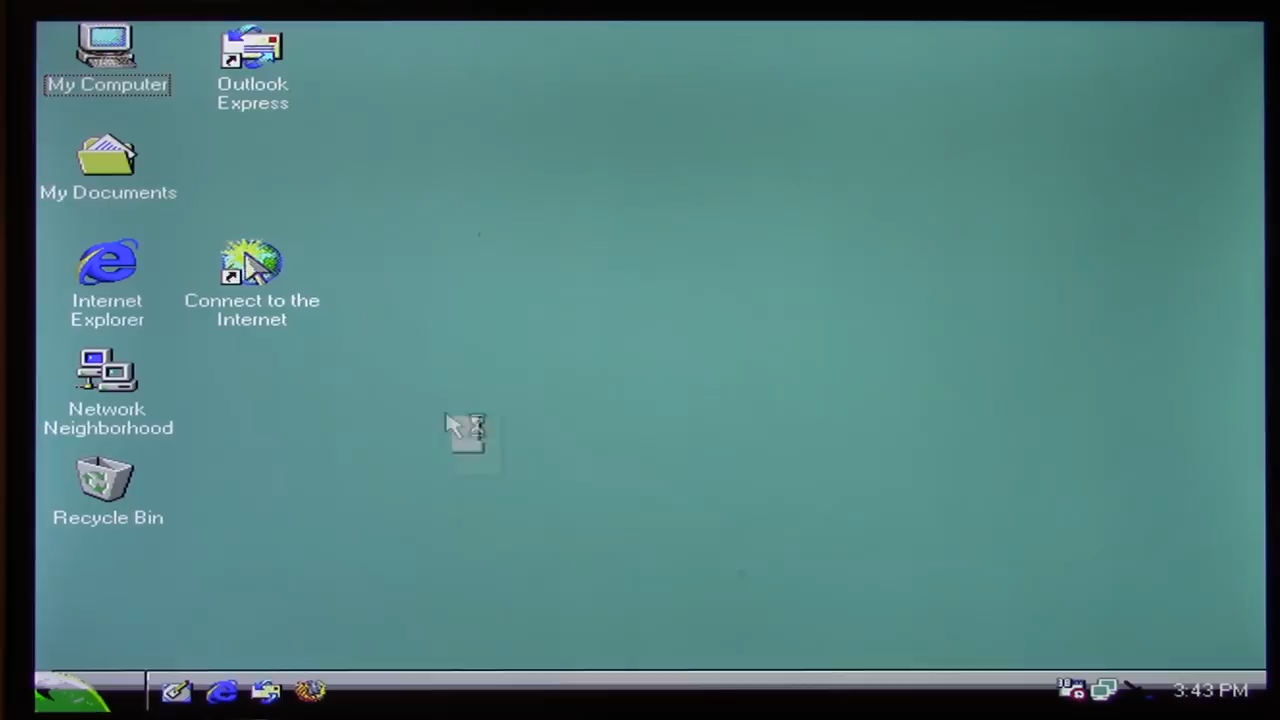 My Computer
Outlook
Express
My Documents
Internet
Explorer
Connect to the
Internet
Network
Neighborhood
Recycle Bin
3:43 PM